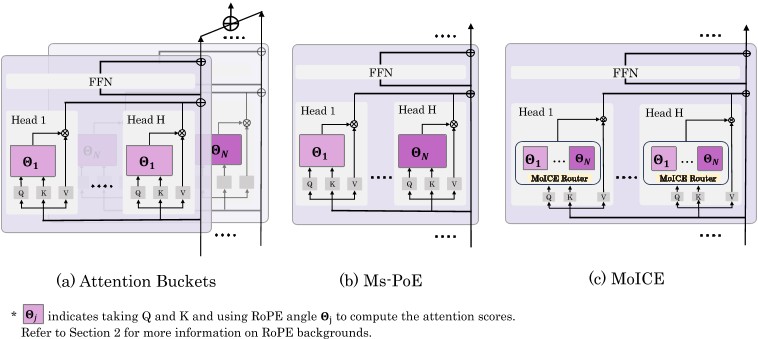 FFN
Head 1
Head H
Θ1
ΘN
Θ1
ΘN
Q K V
Q K V
(a) Attention Buckets
FFN
Head 1
Head H
Θ1
ΘN
Q K V
Q K V
(b) Ms-PoE
FFN
Head 1
Head H
Θ1 ... ΘN
Θ1 ... ΘN
MoICE Router
MoICE Router
Q K V
Q K V
(c) MoICE
* Θj indicates taking Q and K and using RoPE angle Θj to compute the attention scores.
Refer to Section 2 for more information on RoPE backgrounds.